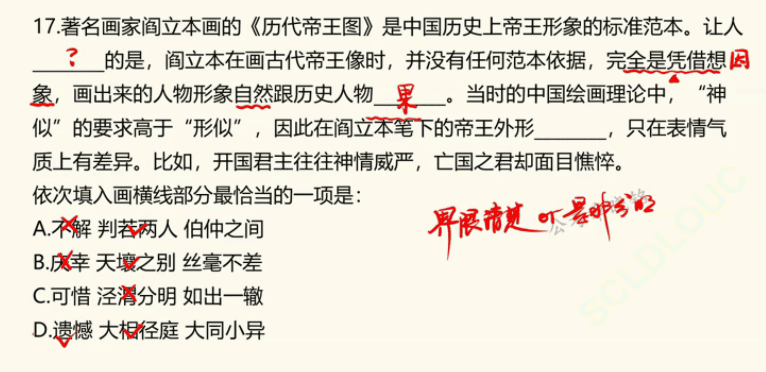 17.著名画家阎立本画的《历代帝王图》是中国历史上帝王形象的标准范本。让人
____?____的是，阎立本在画古代帝王像时，并没有任何范本依据，完全是凭借想 因
象，画出来的人物形象自然跟历史人物____果____。当时的中国绘画理论中，“神
似”的要求高于“形似”，因此在阎立本笔下的帝王外形________，只在表情气
质上有差异。比如，开国君主往往神情威严，亡国之君却面目憔悴。
依次填入画横线部分最恰当的一项是：
A.不解 判若两人 伯仲之间
界限清楚 or 是非分明
B.庆幸 天壤之别 丝毫不差
C.可惜 泾渭分明 如出一辙
D.遗憾 大相径庭 大同小异
SCLDLOUC